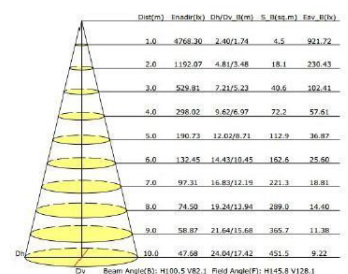 Dist(m) Enadir(lx) Dh/Dv_B(m) S_B(sq.m) Eav_B(lx)
1.0 4768.30 2.40/1.74 4.5 921.72
2.0 1192.07 4.81/3.48 18.1 230.43
3.0 529.81 7.21/5.23 40.6 102.41
4.0 298.02 9.62/6.97 72.2 57.61
5.0 190.73 12.02/8.71 112.9 36.87
6.0 132.45 14.43/10.45 162.6 25.60
7.0 97.31 16.83/12.19 221.3 18.81
8.0 74.50 19.24/13.94 289.0 14.40
9.0 58.87 21.64/15.68 365.7 11.38
Dh 10.0 47.68 24.04/17.42 451.5 9.22
Dv Beam Angle(B): H100.5 V82.1 Field Angle(F): H145.8 V128.1